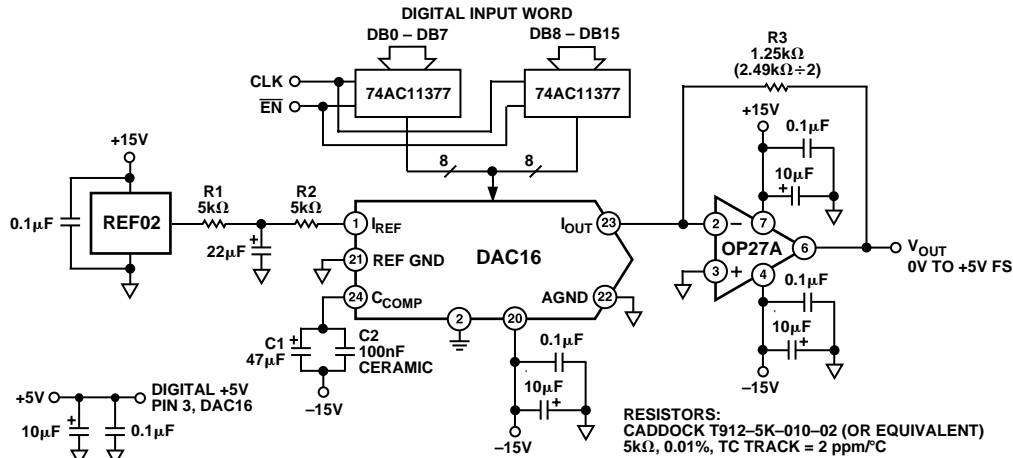 DIGITAL INPUT WORD
DB0 – DB7
DB8 – DB15
CLK
EN
74AC11377
74AC11377
8
8
R3
1.25kΩ
(2.49kΩ÷2)
+15V
0.1µF
10µF
+
+15V
0.1µF
REF02
R1
5kΩ
+
22µF
R2
5kΩ
1
IREF
21
REF GND
24
CCOMP
DAC16
IOUT
23
AGND
22
2
20
2
–
3
+
7
OP27A
4
6
VOUT
0V TO +5V FS
C1
47µF
+
C2
100nF
CERAMIC
–15V
0.1µF
10µF
+
–15V
0.1µF
10µF
+
–15V
+5V
DIGITAL +5V
PIN 3, DAC16
10µF
+
0.1µF
RESISTORS:
CADDOCK T912–5K–010–02 (OR EQUIVALENT)
5kΩ, 0.01%, TC TRACK = 2 ppm/°C